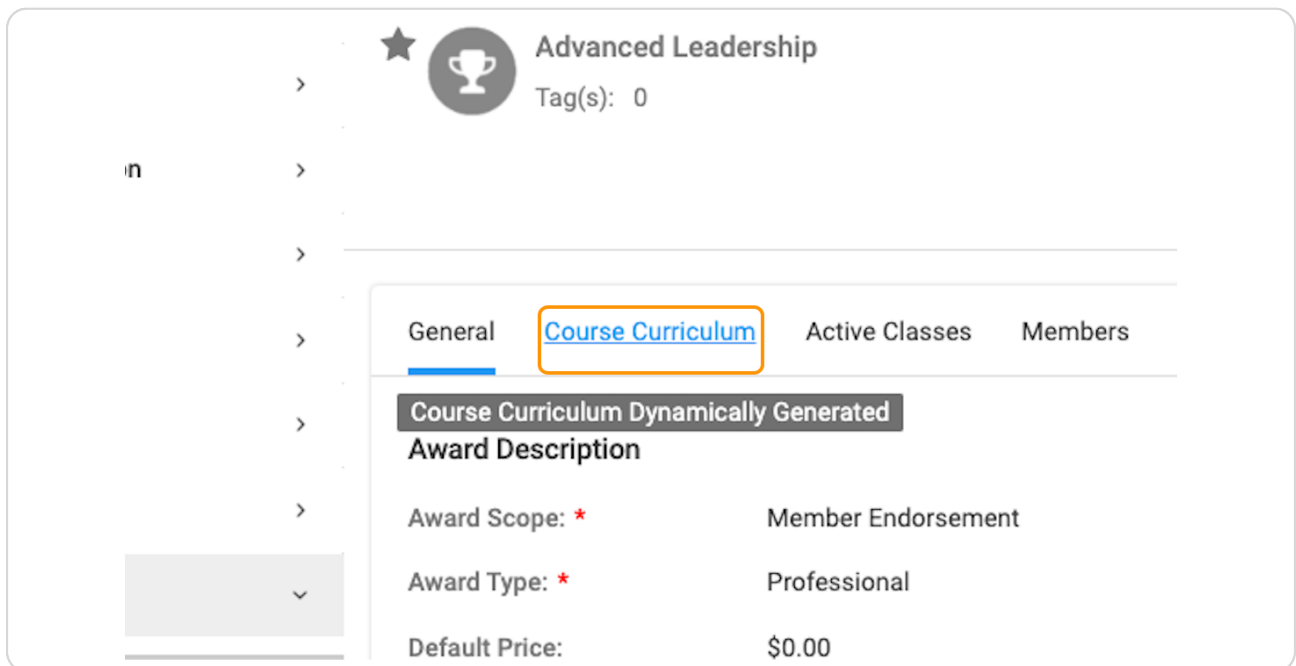 Advanced Leadership
Tag(s): 0
on
General Course Curriculum Active Classes Members
Course Curriculum Dynamically Generated
Award Description
Award Scope: * Member Endorsement
Award Type: * Professional
Default Price: $0.00